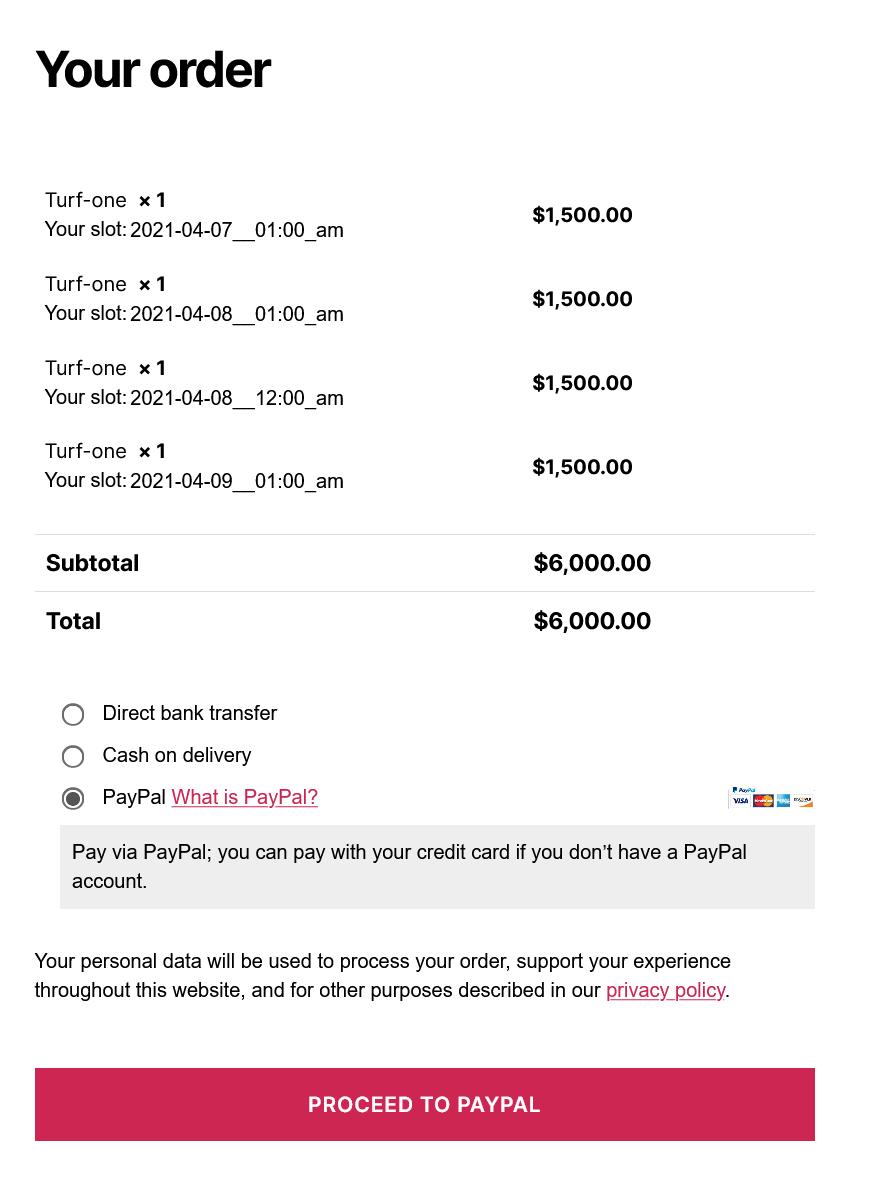 Your order
Turf-one × 1
Your slot: 2021-04-07__01:00_am
$1,500.00
Turf-one × 1
Your slot: 2021-04-08__01:00_am
$1,500.00
Turf-one × 1
Your slot: 2021-04-08__12:00_am
$1,500.00
Turf-one × 1
Your slot: 2021-04-09__01:00_am
$1,500.00
Subtotal $6,000.00
Total $6,000.00
Direct bank transfer
Cash on delivery
PayPal What is PayPal?
PayPal
VISA MasterCard DISCOVER
Pay via PayPal; you can pay with your credit card if you don’t have a PayPal
account.
Your personal data will be used to process your order, support your experience
throughout this website, and for other purposes described in our privacy policy.
PROCEED TO PAYPAL